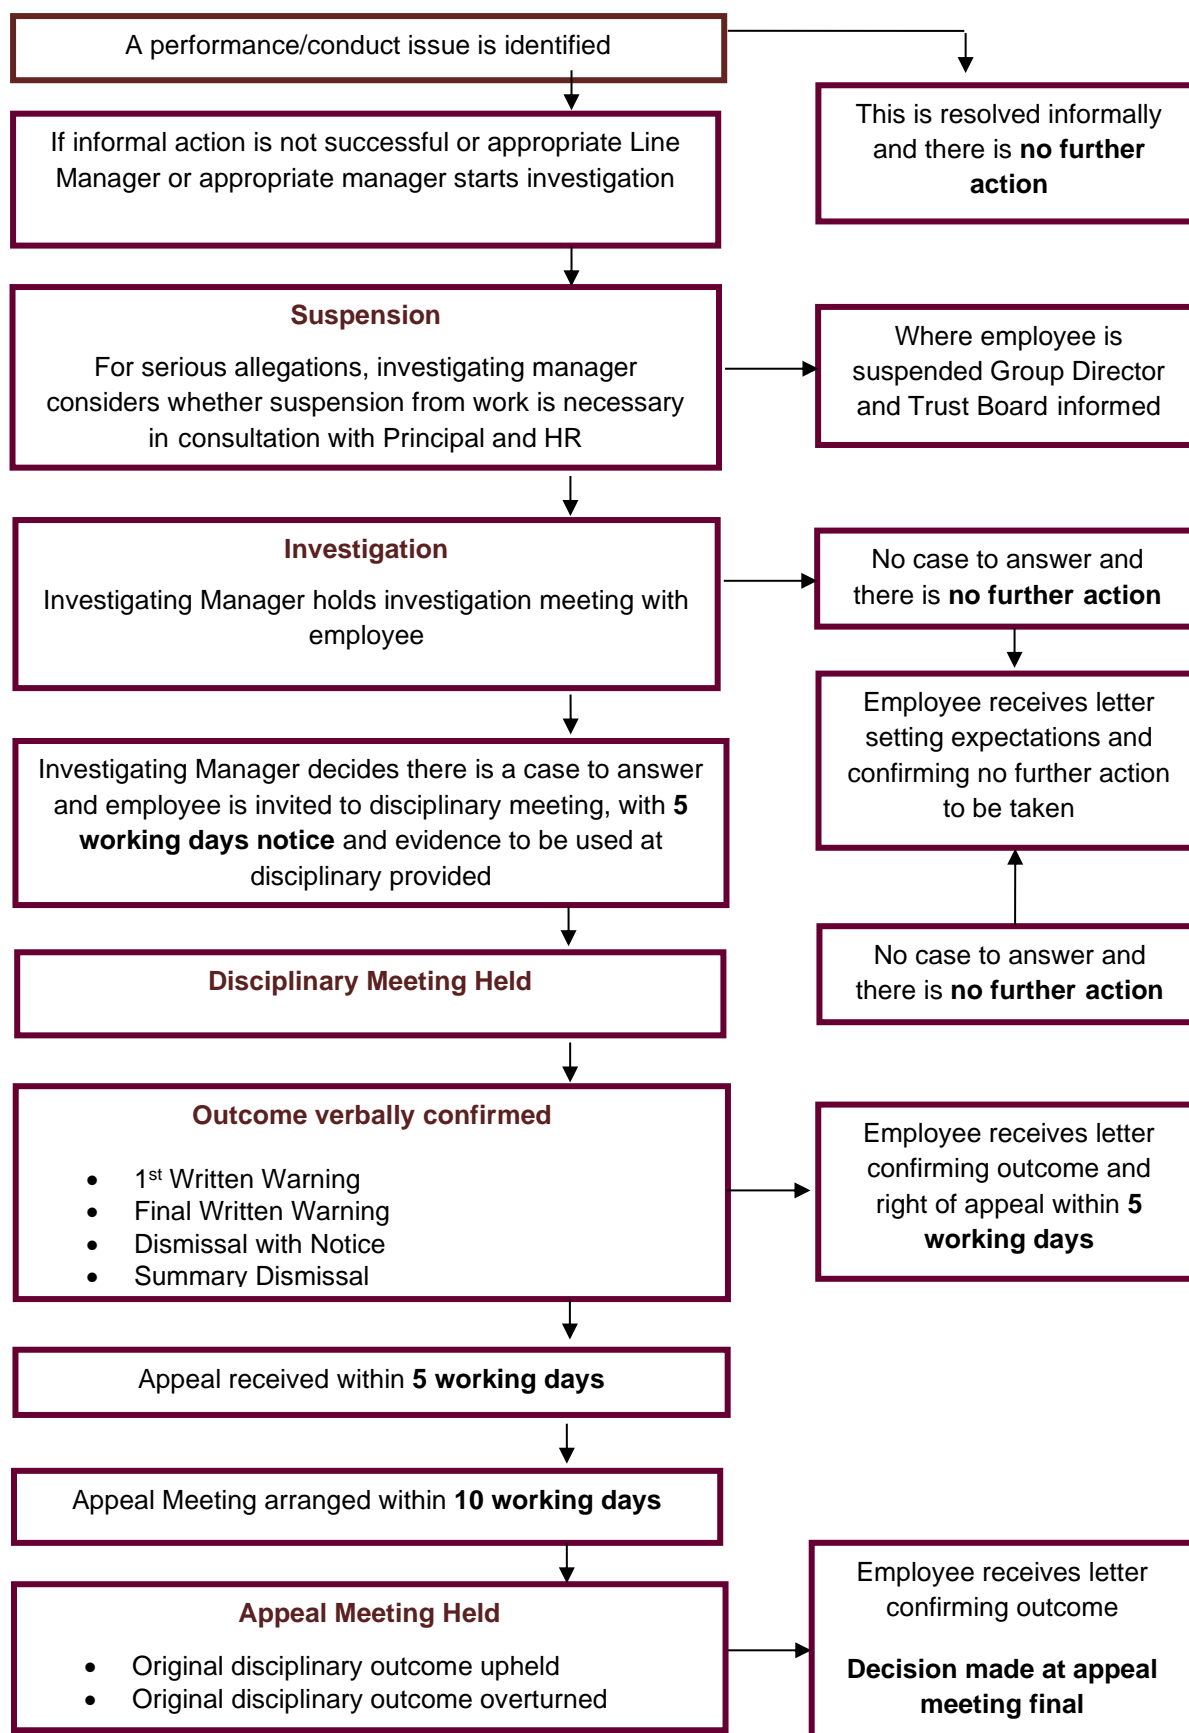 A performance/conduct issue is identified
This is resolved informally
and there is no further
action
If informal action is not successful or appropriate Line
Manager or appropriate manager starts investigation
Suspension
For serious allegations, investigating manager
considers whether suspension from work is necessary
in consultation with Principal and HR
Where employee is
suspended Group Director
and Trust Board informed
Investigation
Investigating Manager holds investigation meeting with
employee
No case to answer and
there is no further action
Employee receives letter
setting expectations and
confirming no further action
to be taken
Investigating Manager decides there is a case to answer
and employee is invited to disciplinary meeting, with 5
working days notice and evidence to be used at
disciplinary provided
Disciplinary Meeting Held
No case to answer and
there is no further action
Outcome verbally confirmed
• 1st Written Warning
• Final Written Warning
• Dismissal with Notice
• Summary Dismissal
Employee receives letter
confirming outcome and
right of appeal within 5
working days
Appeal received within 5 working days
Appeal Meeting arranged within 10 working days
Appeal Meeting Held
• Original disciplinary outcome upheld
• Original disciplinary outcome overturned
Employee receives letter
confirming outcome
Decision made at appeal
meeting final